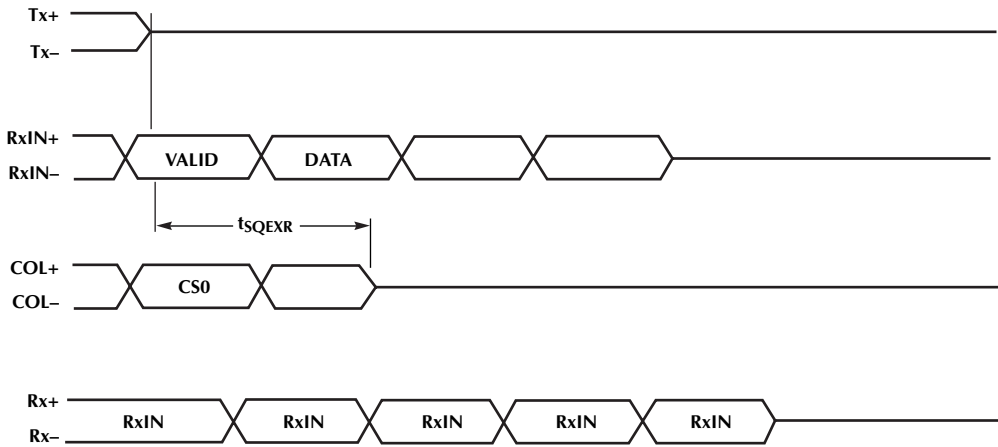 Tx+
Tx–
RxIN+
RxIN–
VALID DATA
tSQEXR
COL+
COL–
CS0
Rx+
Rx–
RxIN RxIN RxIN RxIN RxIN